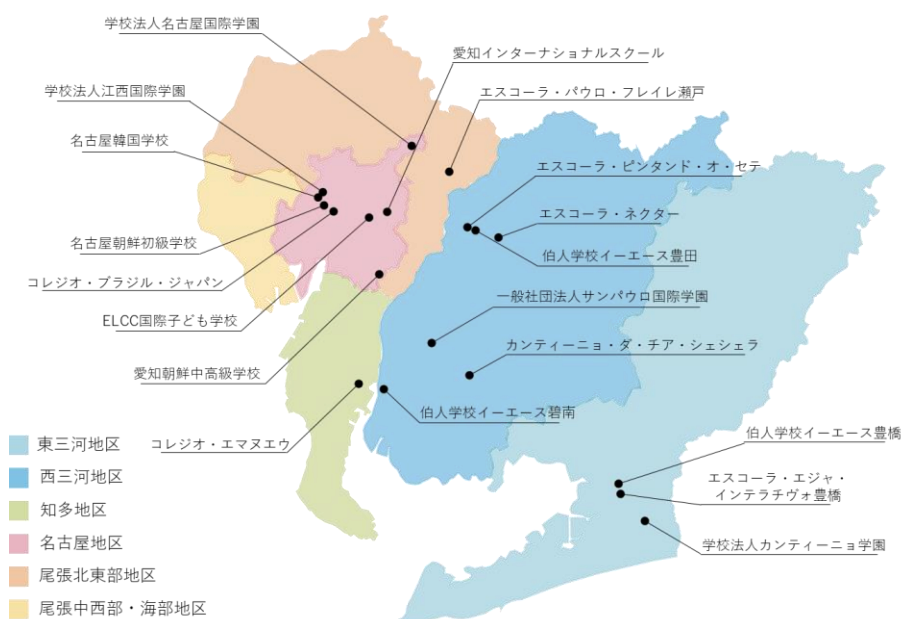 学校法人名古屋国際学園
愛知インターナショナルスクール
学校法人江西国際学園
エスコーラ・パウロ・フレイレ瀬戸
名古屋韓国学校
エスコーラ・ピンタンド・オ・セテ
エスコーラ・ネクター
名古屋朝鮮初級学校
伯人学校イーエース豊田
コレジオ・ブラジル・ジャパン
一般社団法人サンパウロ国際学園
ELCC国際子ども学校
カンティーニョ・ダ・チア・シェシェラ
愛知朝鮮中高級学校
伯人学校イーエース碧南
コレジオ・エマヌエウ
伯人学校イーエース豊橋
エスコーラ・エジャ・
インテラチヴォ豊橋
学校法人カンティーニョ学園
東三河地区
西三河地区
知多地区
名古屋地区
尾張北東部地区
尾張中西部・海部地区